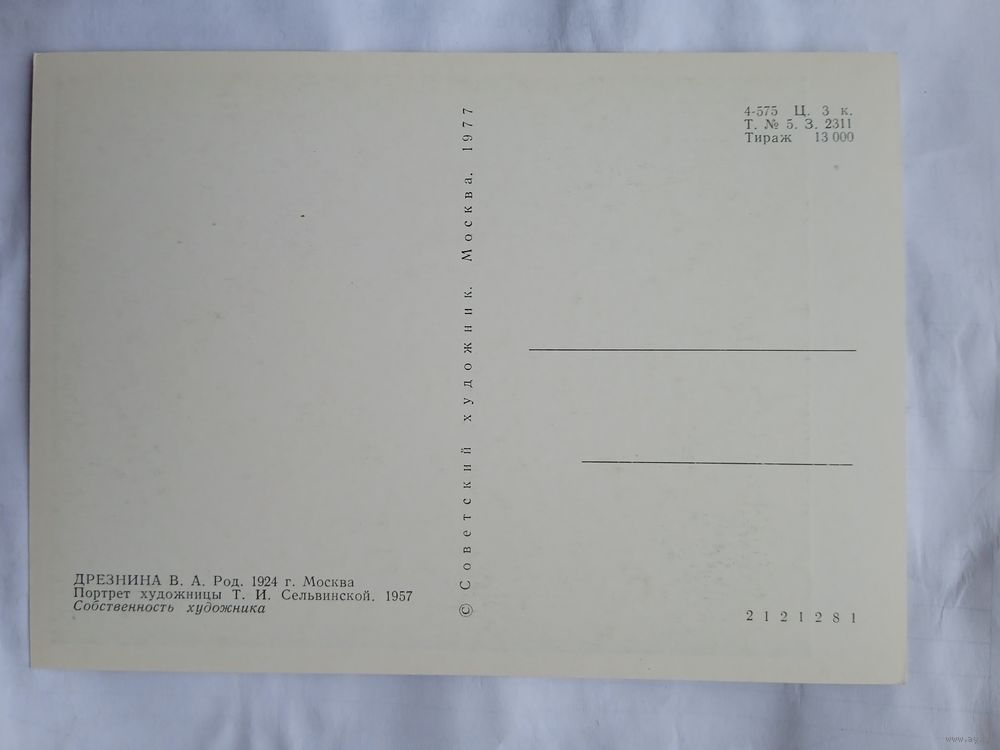 4-575 Ц. 3 к.
Т. № 5. З. 2311
Тираж 13 000
© Советский художник. Москва. 1977
ДРЕЗНИНА В. А. Род. 1924 г. Москва
Портрет художницы Т. И. Сельвинской. 1957
Собственность художника
2121281